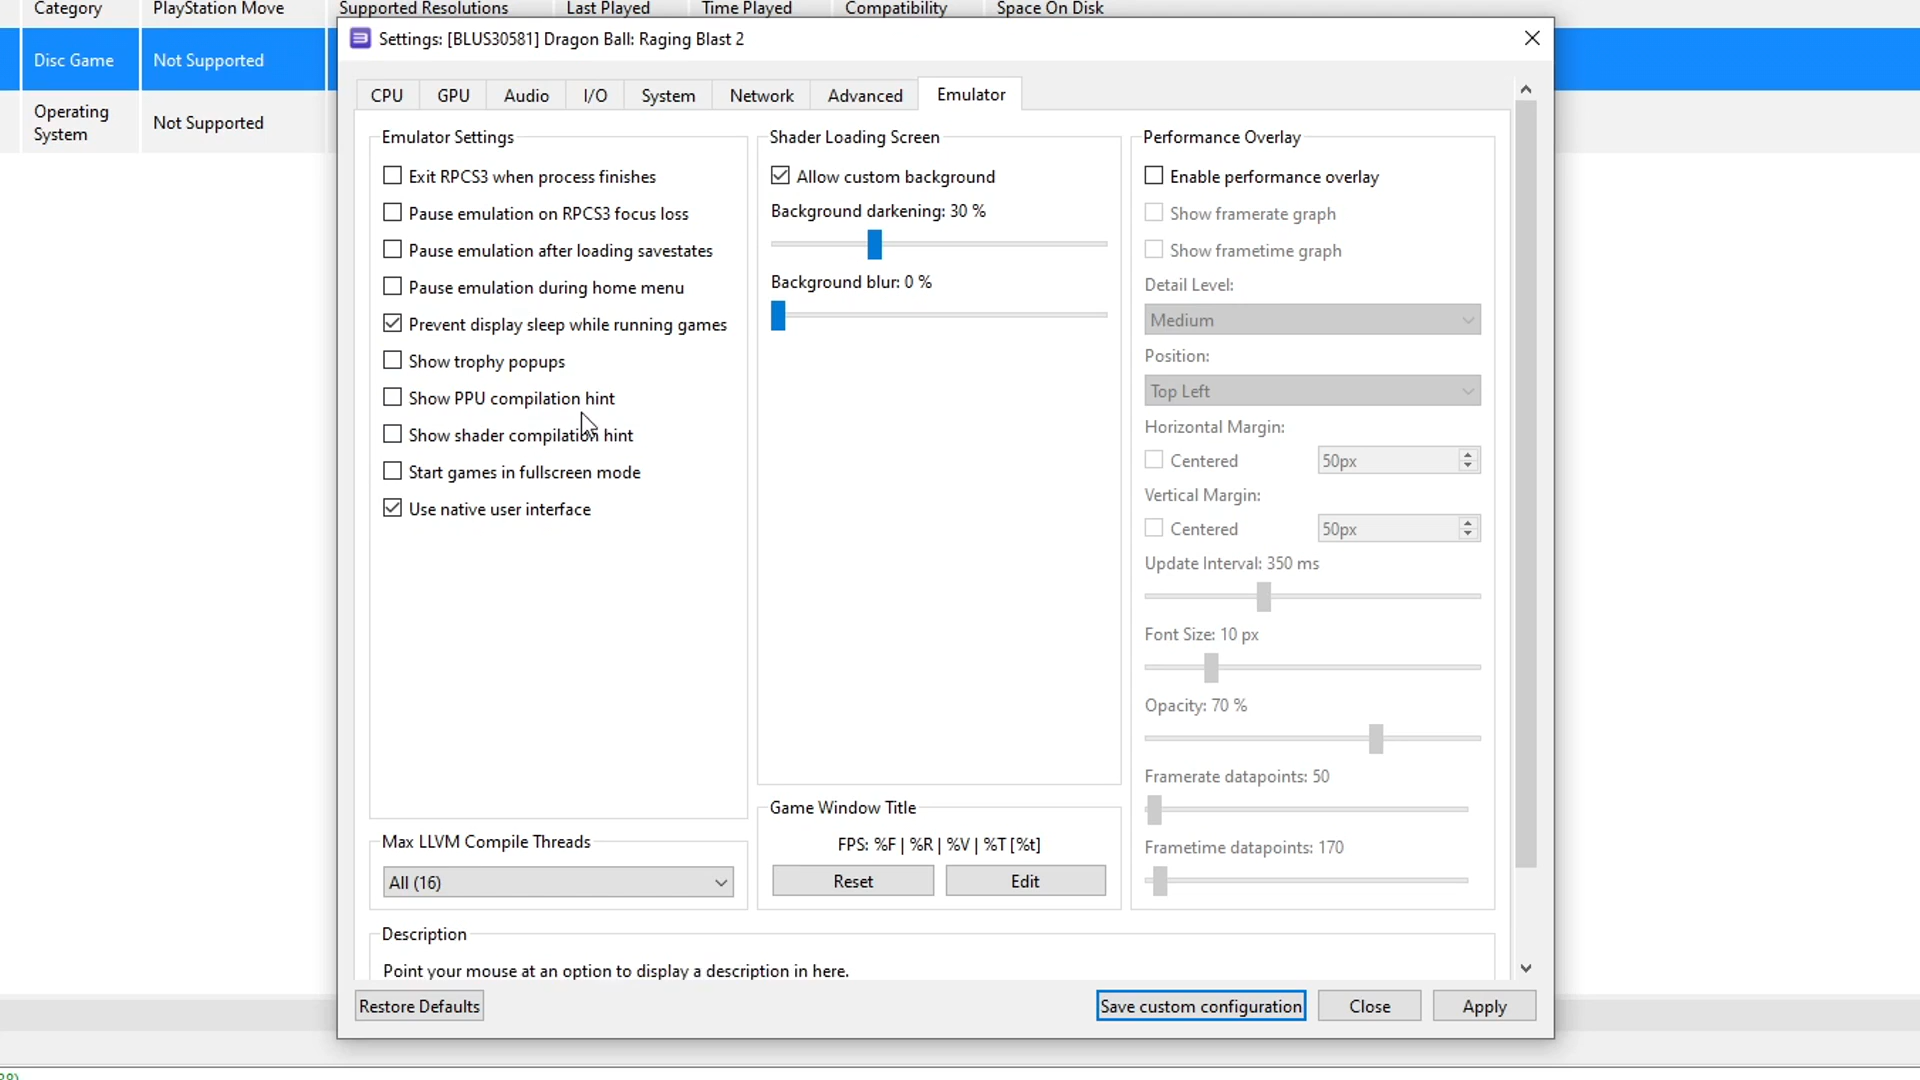 Category PlayStation Move Supported Resolutions Last Played Time Played Compatibility Space On Disk
Disc Game Not Supported
Operating System Not Supported
Settings: [BLUS30581] Dragon Ball: Raging Blast 2
CPU GPU Audio I/O System Network Advanced Emulator
Emulator Settings
Exit RPCS3 when process finishes
Pause emulation on RPCS3 focus loss
Pause emulation after loading savestates
Pause emulation during home menu
Prevent display sleep while running games
Show trophy popups
Show PPU compilation hint
Show shader compilation hint
Start games in fullscreen mode
Use native user interface
Max LLVM Compile Threads
All (16)
Shader Loading Screen
Allow custom background
Background darkening: 30 %
Background blur: 0 %
Game Window Title
FPS: %F | %R | %V | %T [%t]
Reset Edit
Performance Overlay
Enable performance overlay
Show framerate graph
Show frametime graph
Detail Level:
Medium
Position:
Top Left
Horizontal Margin:
Centered 50px
Vertical Margin:
Centered 50px
Update Interval: 350 ms
Font Size: 10 px
Opacity: 70 %
Framerate datapoints: 50
Frametime datapoints: 170
Description
Point your mouse at an option to display a description in here.
Restore Defaults Save custom configuration Close Apply